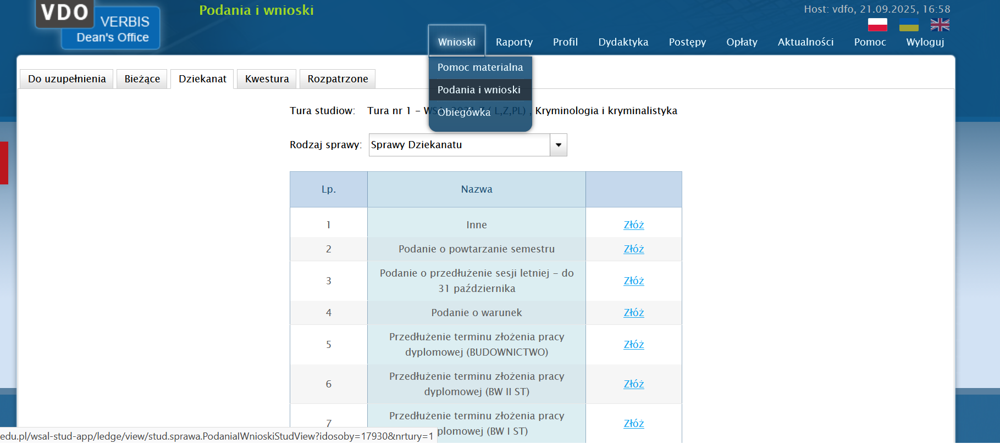 VDO
VERBIS
Dean's Office
Podania i wnioski
Host: vdfo, 21.09.2025, 16:58
Wnioski Raporty Profil Dydaktyka Postępy Opłaty Aktualności Pomoc Wyloguj
Pomoc materialna
Podania i wnioski
Obiegówka
Do uzupełnienia Bieżące Dziekanat Kwestura Rozpatrzone
Tura studiow: Tura nr 1 - L,Z,PL) , Kryminologia i kryminalistyka
Rodzaj sprawy: Sprawy Dziekanatu
Lp. Nazwa
1 Inne Złóż
2 Podanie o powtarzanie semestru Złóż
3 Podanie o przedłużenie sesji letniej - do
31 października Złóż
4 Podanie o warunek Złóż
5 Przedłużenie terminu złożenia pracy
dyplomowej (BUDOWNICTWO) Złóż
6 Przedłużenie terminu złożenia pracy
dyplomowej (BW II ST) Złóż
7 Przedłużenie terminu złożenia pracy
plomowej (BW I ST) Złóż
edu.pl/wsal-stud-app/ledge/view/stud.sprawa.PodaniaIWnioskiStudView?idosoby=17930&nrtury=1